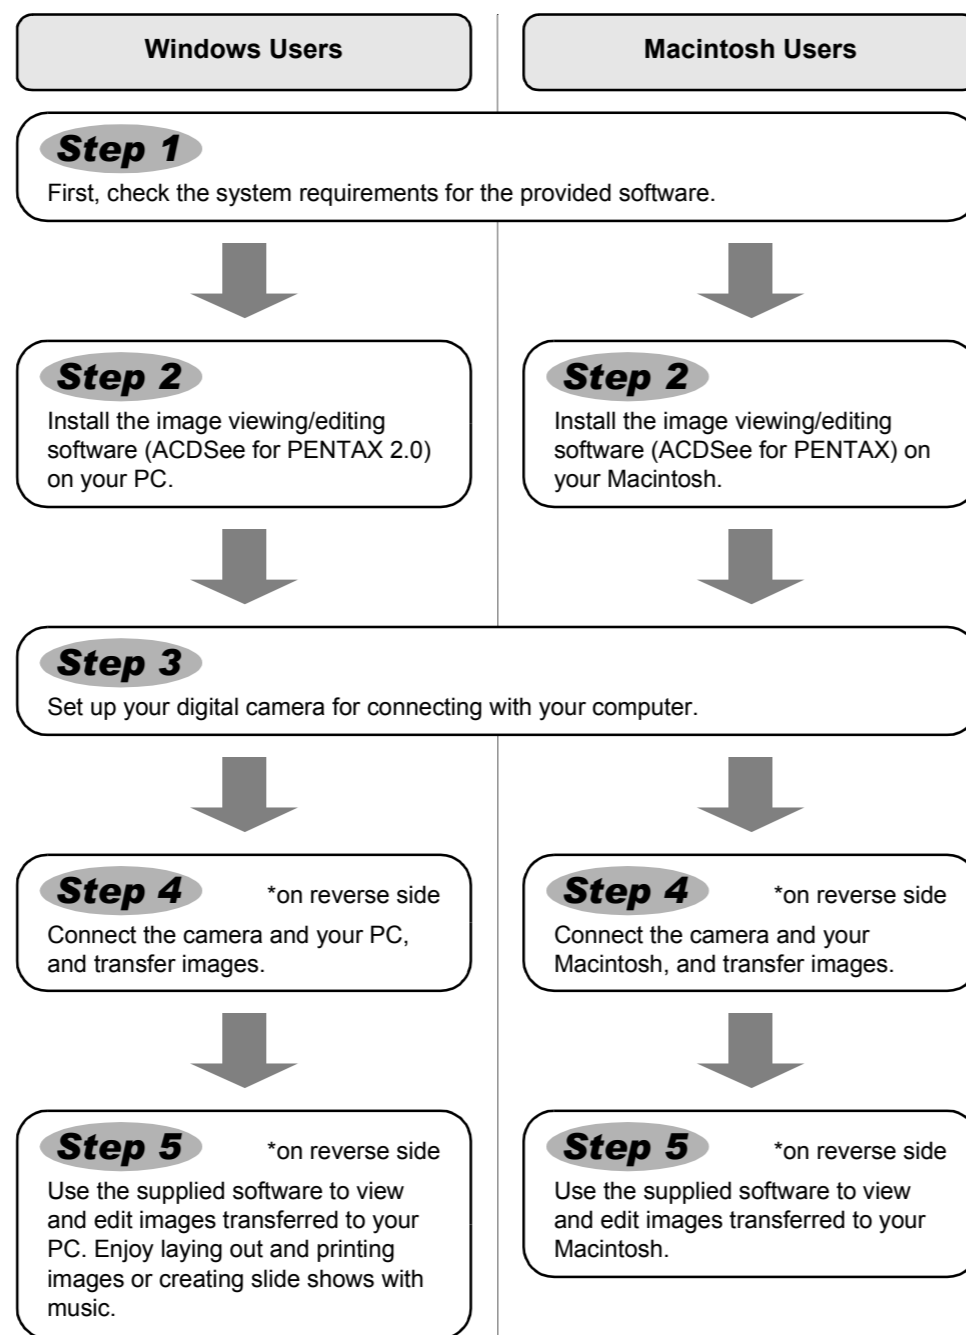 Windows Users
Macintosh Users
Step 1
First, check the system requirements for the provided software.
Step 2
Install the image viewing/editing
software (ACDSee for PENTAX 2.0)
on your PC.
Step 2
Install the image viewing/editing
software (ACDSee for PENTAX) on
your Macintosh.
Step 3
Set up your digital camera for connecting with your computer.
Step 4
*on reverse side
Connect the camera and your PC,
and transfer images.
Step 4
*on reverse side
Connect the camera and your
Macintosh, and transfer images.
Step 5
*on reverse side
Use the supplied software to view
and edit images transferred to your
PC. Enjoy laying out and printing
images or creating slide shows with
music.
Step 5
*on reverse side
Use the supplied software to view
and edit images transferred to your
Macintosh.